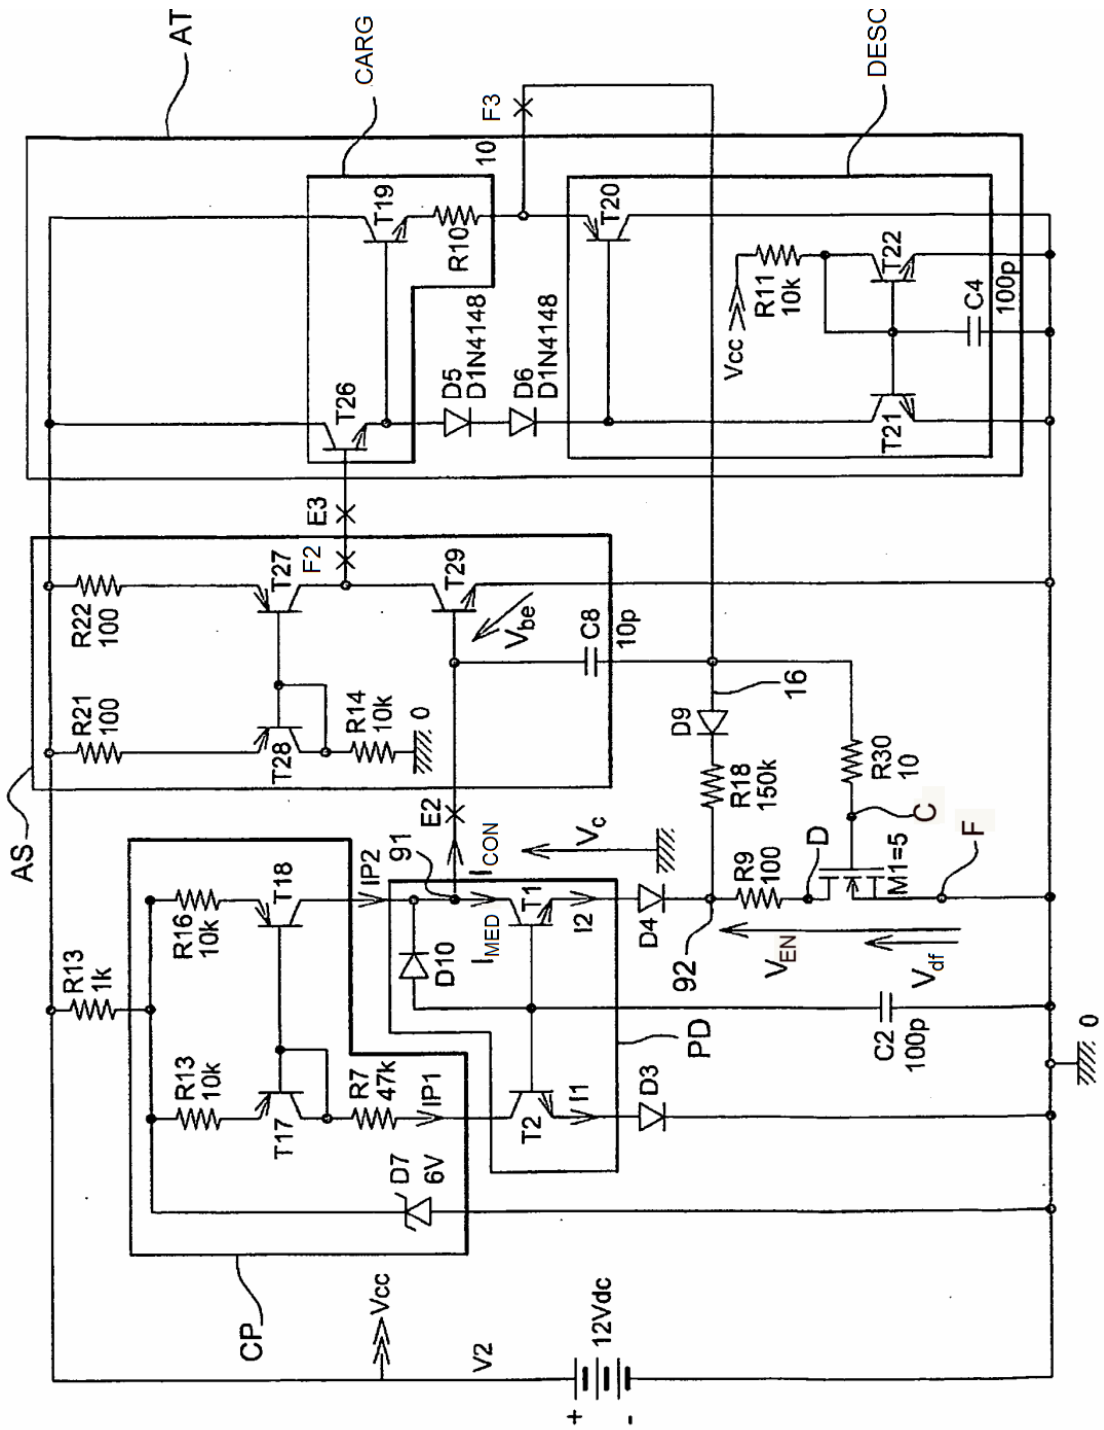 AT
CARG
DESC
F3
10
T19
R10
T20
T26
D5
D1N4148
D6
D1N4148
Vcc
R11
10k
T22
C4
100p
T21
E3
F2
AS
R22
100
T27
T29
Vbe
C8
10p
R21
100
T28
R14
10k
0
16
D9
R18
150k
R30
10
E2
91
ICON
Vc
C
D
F
R13
1k
R16
10k
T18
IP2
D10
IMED
T1
I2
D4
92
R9
100
M1=5
VEN
Vdf
C2
100p
PD
0
R13
10k
T17
R7
47k
IP1
T2
I1
D3
D7
6V
CP
Vcc
V2
12Vdc
+
-